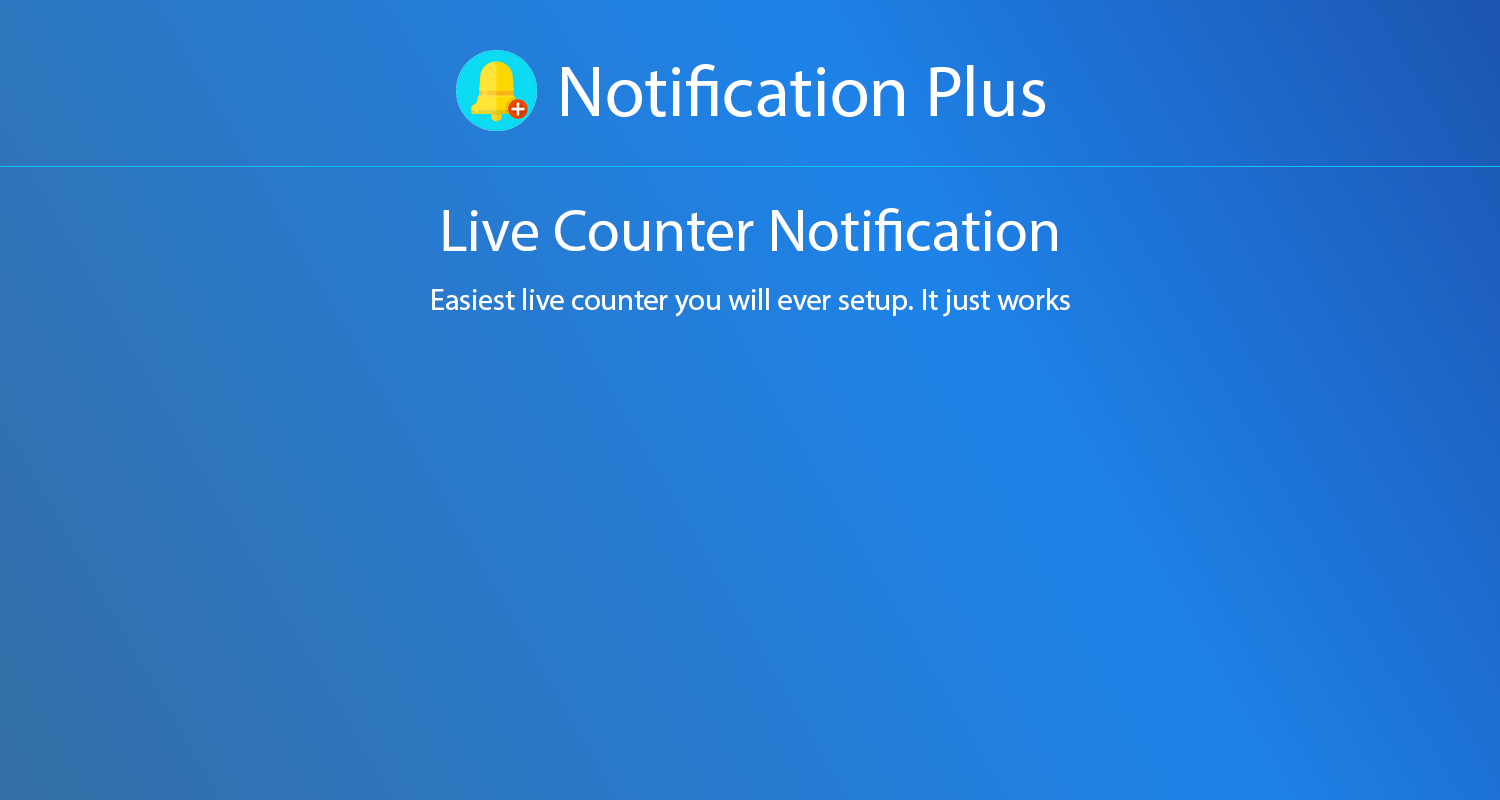 Notification Plus
Live Counter Notification
Easiest live counter you will ever setup. It just works